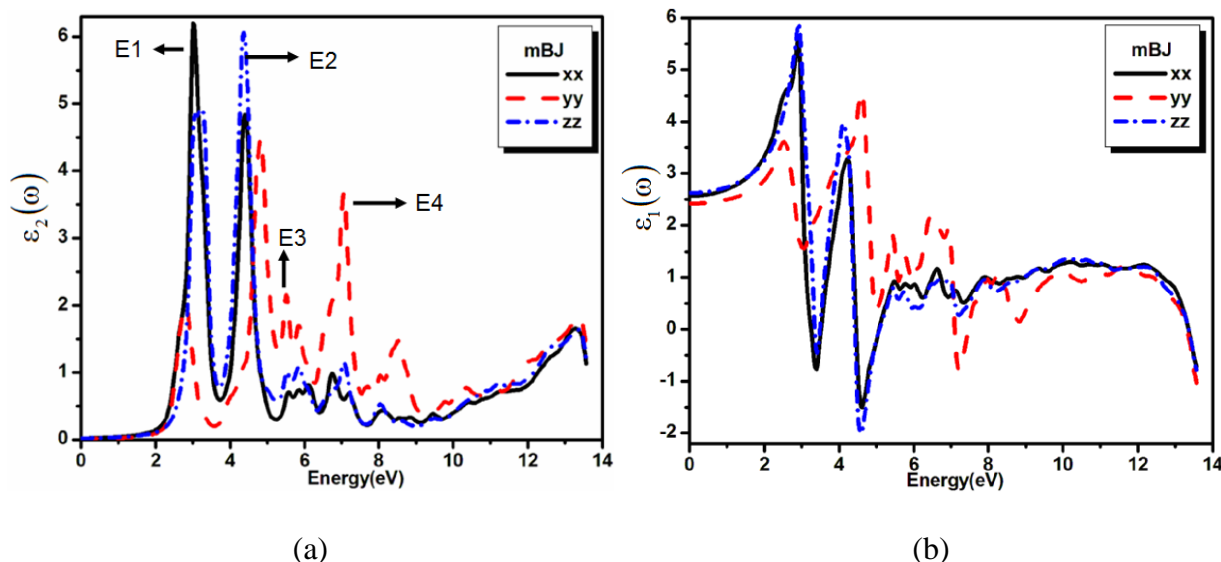 6
5
4
3
2
1
0
ε₂(ω)
E1
E2
E3
E4
mBJ
xx
yy
zz
0 2 4 6 8 10 12 14
Energy(eV)
(a)
6
5
4
3
2
1
0
-1
-2
ε₁(ω)
mBJ
xx
yy
zz
0 2 4 6 8 10 12 14
Energy(eV)
(b)